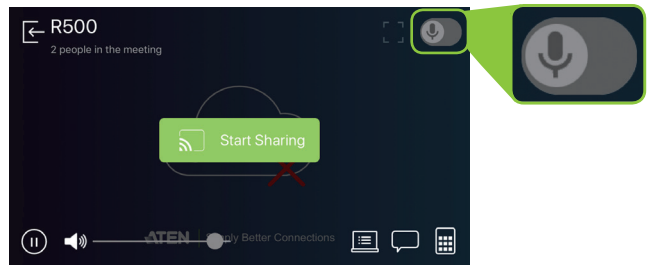 R500
2 people in the meeting
Start Sharing
ATEN Simply Better Connections